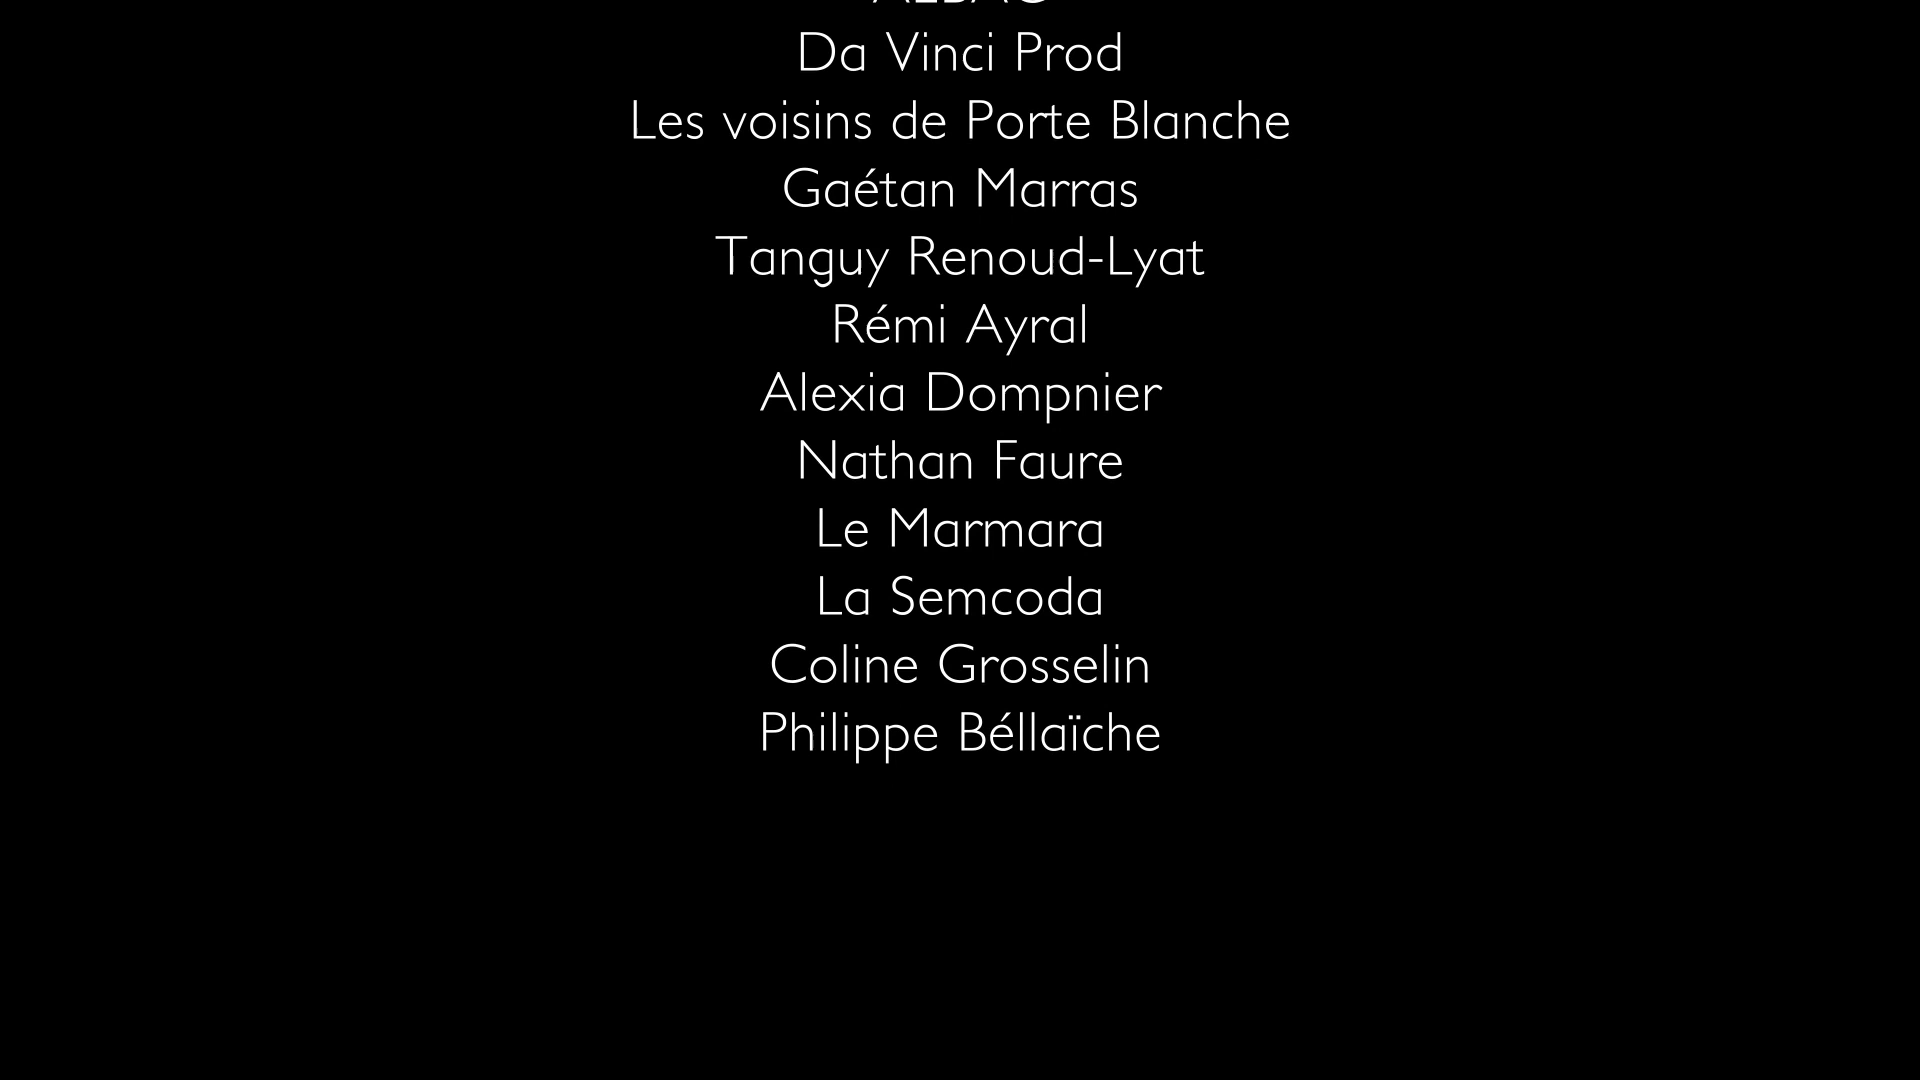 Da Vinci Prod
Les voisins de Porte Blanche
Gaétan Marras
Tanguy Renoud-Lyat
Rémi Ayral
Alexia Dompnier
Nathan Faure
Le Marmara
La Semcoda
Coline Grosselin
Philippe Béllaïche